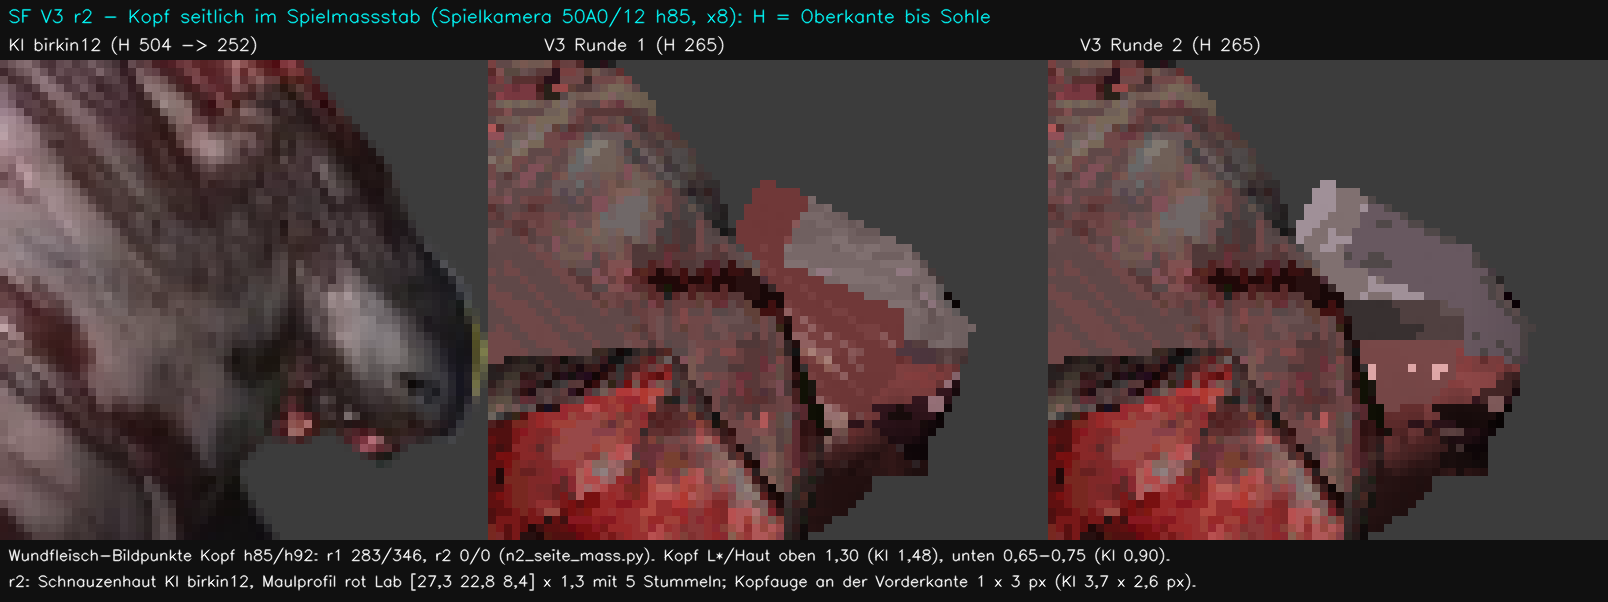 SF V3 r2 – Kopf seitlich im Spielmassstab (Spielkamera 50A0/12 h85, x8): H = Oberkante bis Sohle
KI birkin12 (H 504 –> 252)
V3 Runde 1 (H 265)
V3 Runde 2 (H 265)
Wundfleisch–Bildpunkte Kopf h85/h92: r1 283/346, r2 0/0 (n2_seite_mass.py). Kopf L*/Haut oben 1,30 (KI 1,48), unten 0,65–0,75 (KI 0,90).
r2: Schnauzenhaut KI birkin12, Maulprofil rot Lab [27,3 22,8 8,4] x 1,3 mit 5 Stummeln; Kopfauge an der Vorderkante 1 x 3 px (KI 3,7 x 2,6 px).